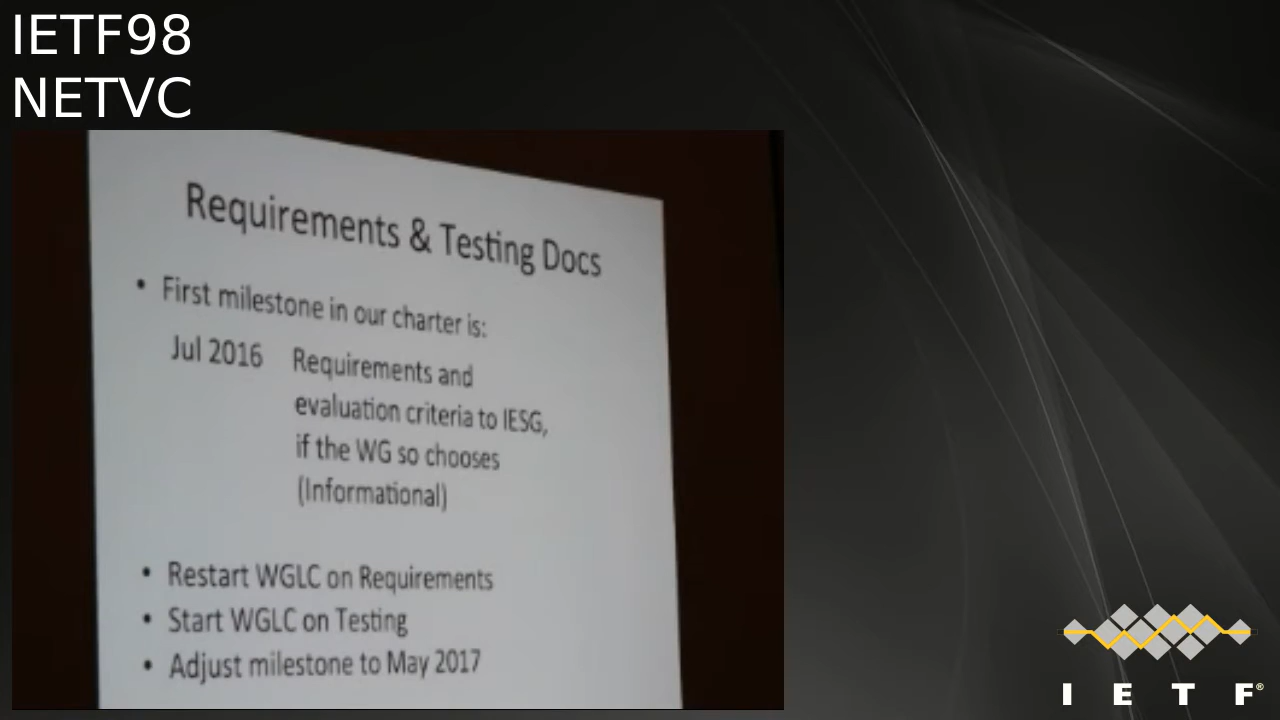 IETF98
NETVC
Requirements & Testing Docs
• First milestone in our charter is:
Jul 2016 Requirements and
evaluation criteria to IESG,
if the WG so chooses
(Informational)
• Restart WGLC on Requirements
• Start WGLC on Testing
• Adjust milestone to May 2017
I E T F®